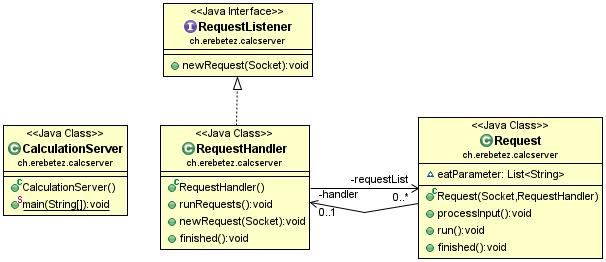 <<Java Interface>>
RequestListener
ch.erebetez.calcserver
newRequest(Socket):void
<<Java Class>>
CalculationServer
ch.erebetez.calcserver
CalculationServer()
main(String[]):void
<<Java Class>>
RequestHandler
ch.erebetez.calcserver
RequestHandler()
runRequests():void
newRequest(Socket):void
finished():void
-requestList
0..*
-handler
0..1
<<Java Class>>
Request
ch.erebetez.calcserver
eatParameter: List<String>
Request(Socket,RequestHandler)
processInput():void
run():void
finished():void